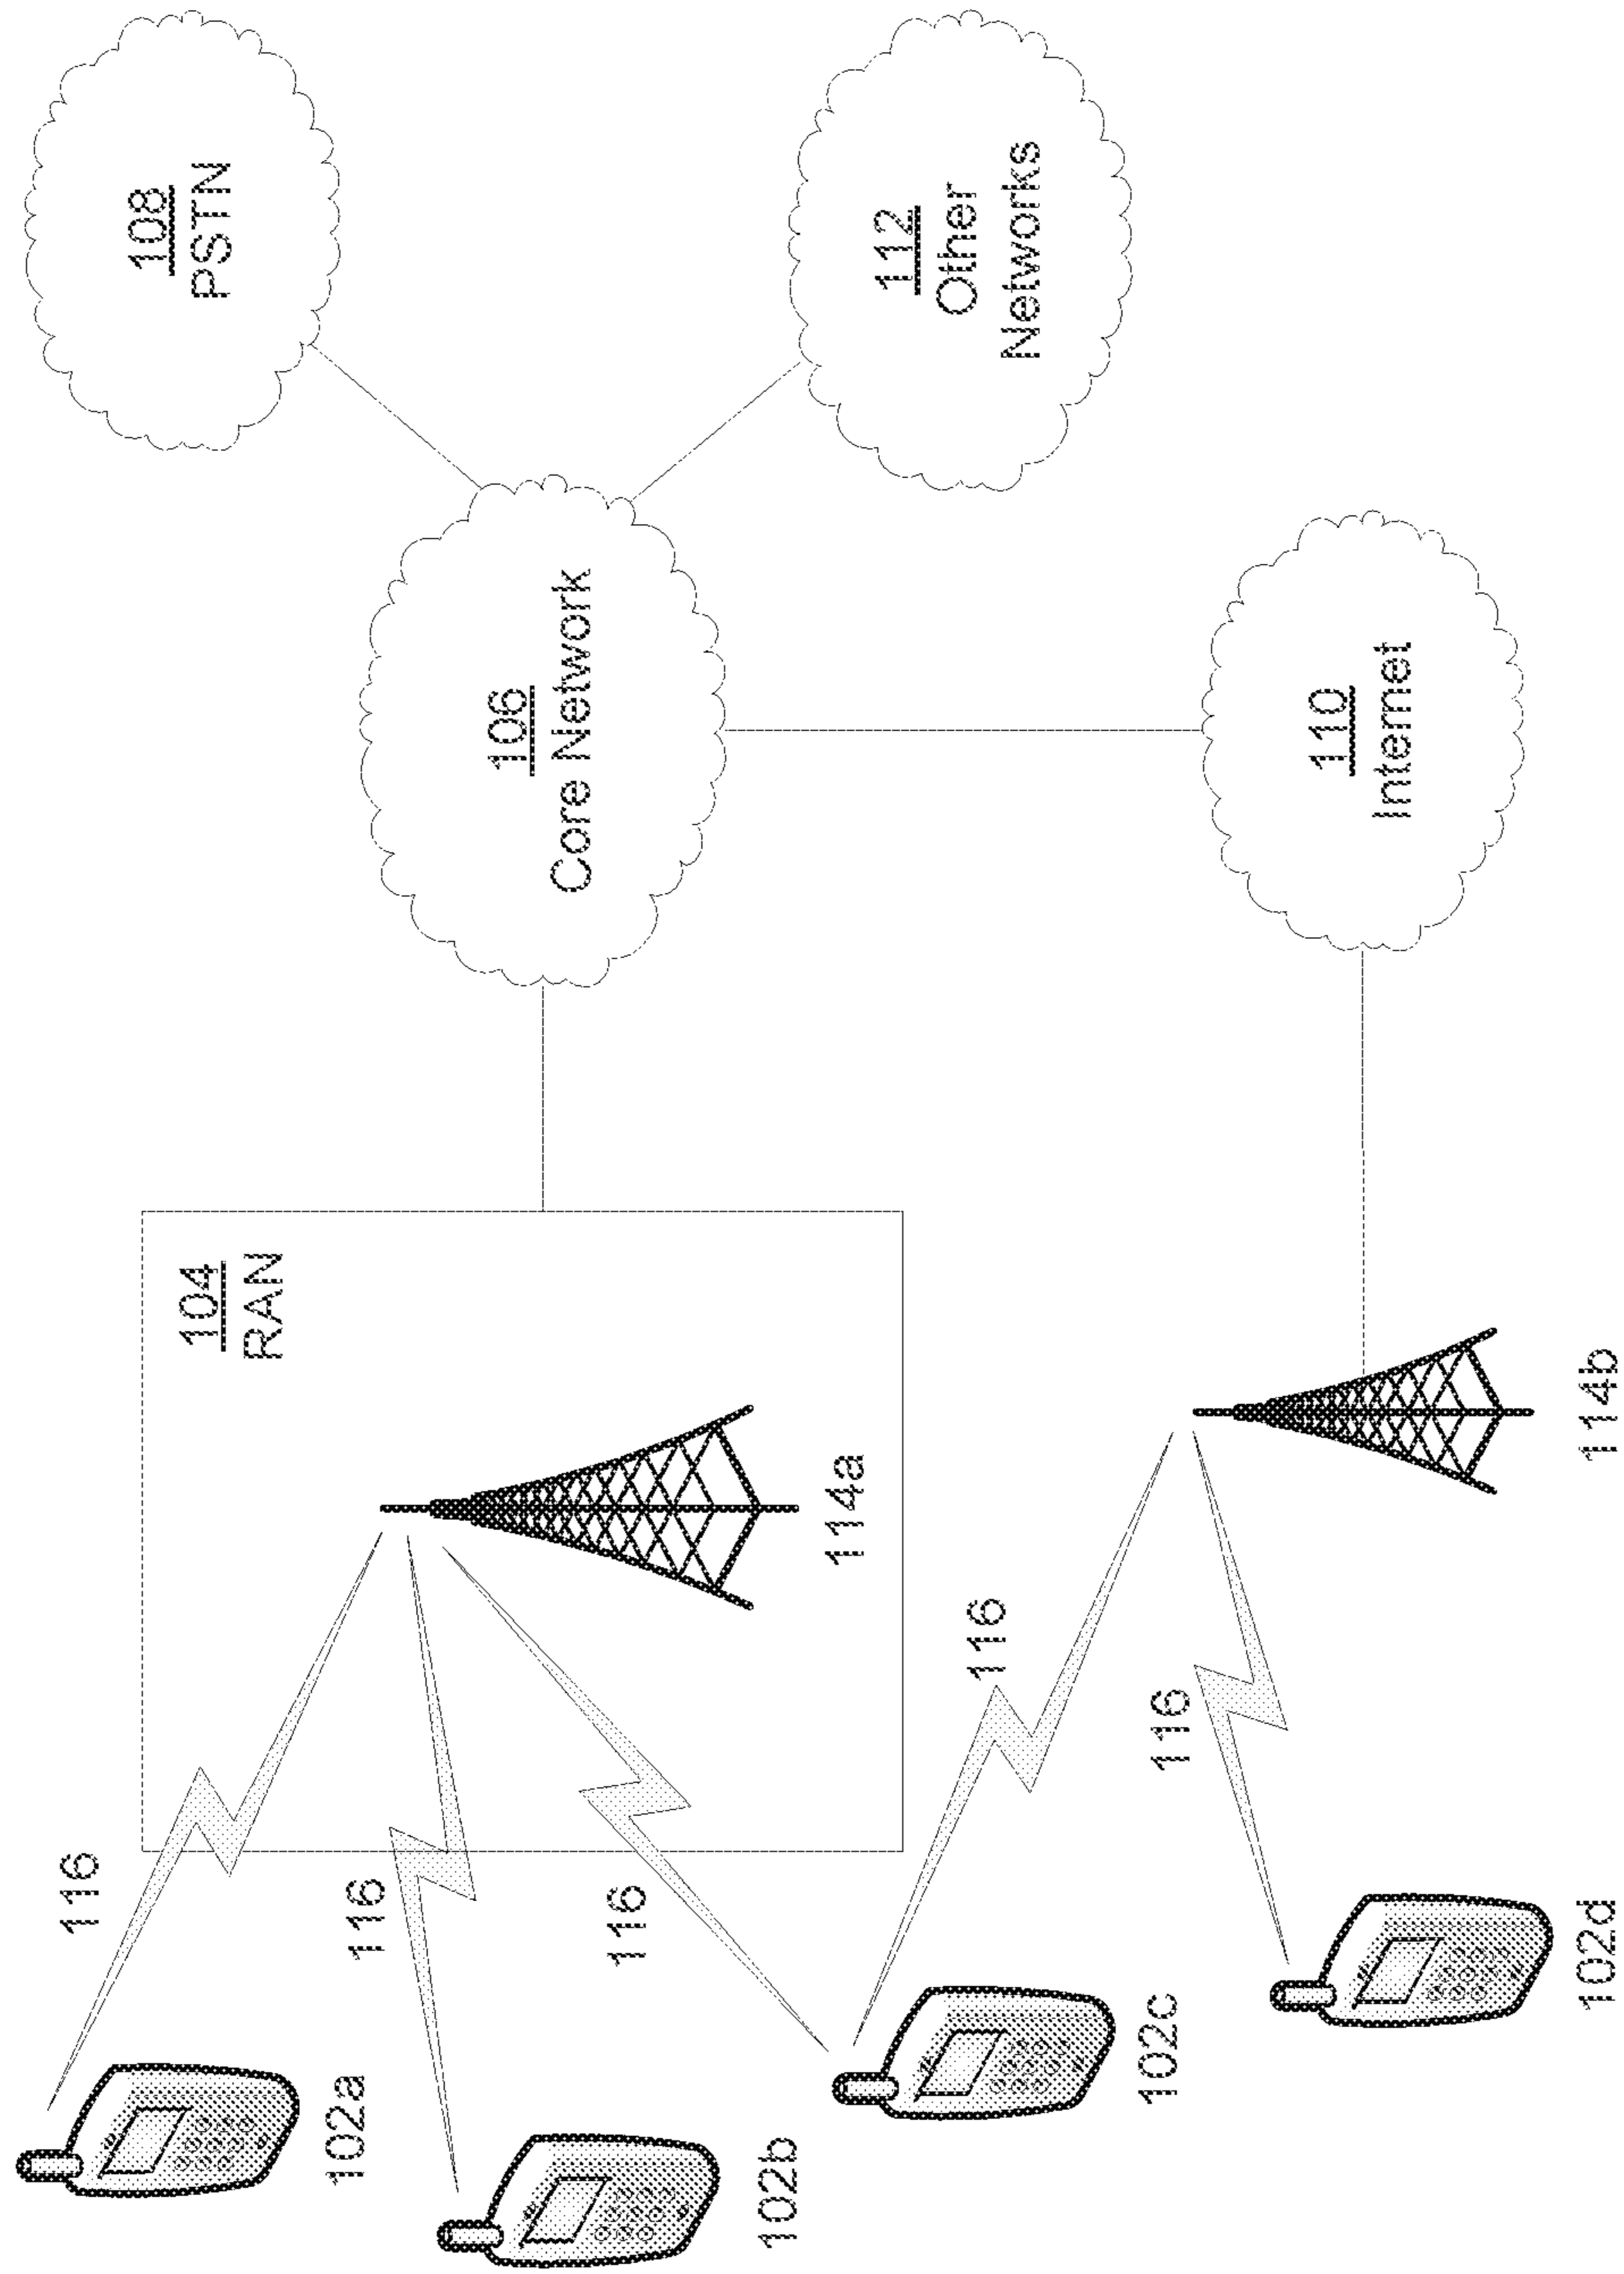 102a
116
104
RAN
102b
116
106
Core Network
108
PSTN
116
114a
102c
116
112
Other
Networks
116
102d
114b
110
Internet